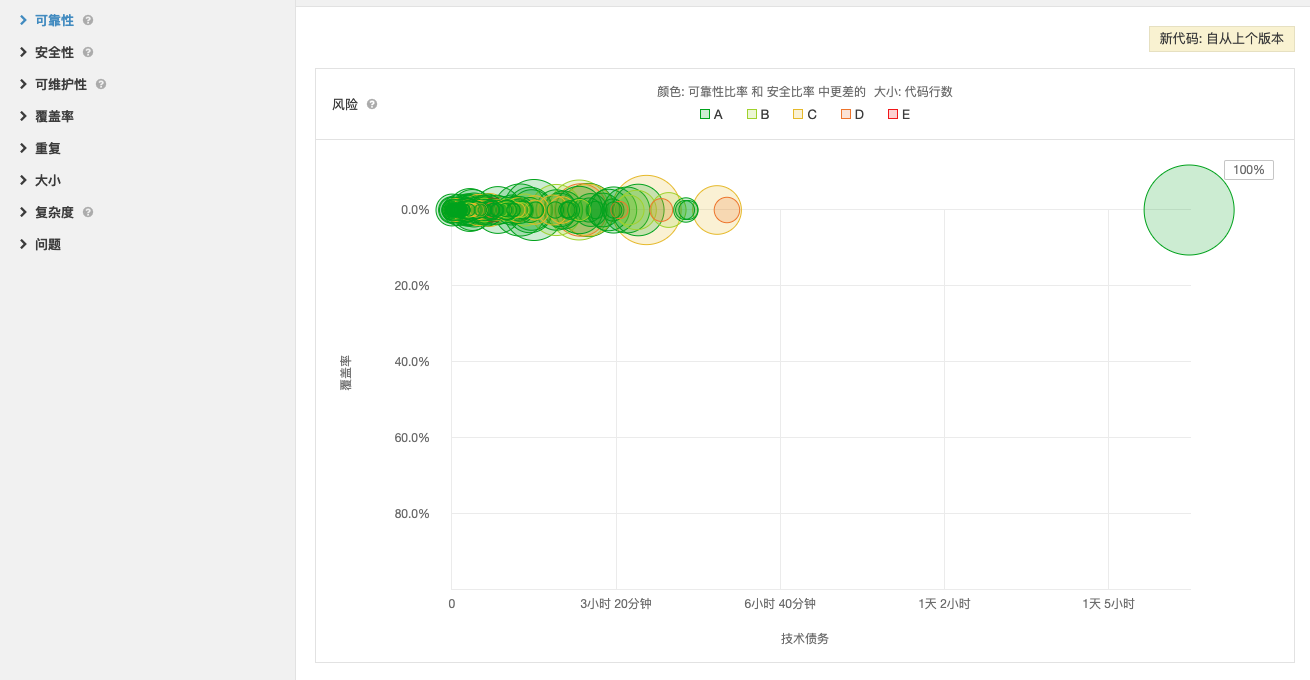 可靠性
安全性
可维护性
覆盖率
重复
大小
复杂度
问题
新代码: 自从上个版本
风险
颜色: 可靠性比率 和 安全比率 中更差的 大小: 代码行数
A B C D E
100%
0.0%
20.0%
40.0%
60.0%
80.0%
覆盖率
0 3小时 20分钟 6小时 40分钟 1天 2小时 1天 5小时
技术债务